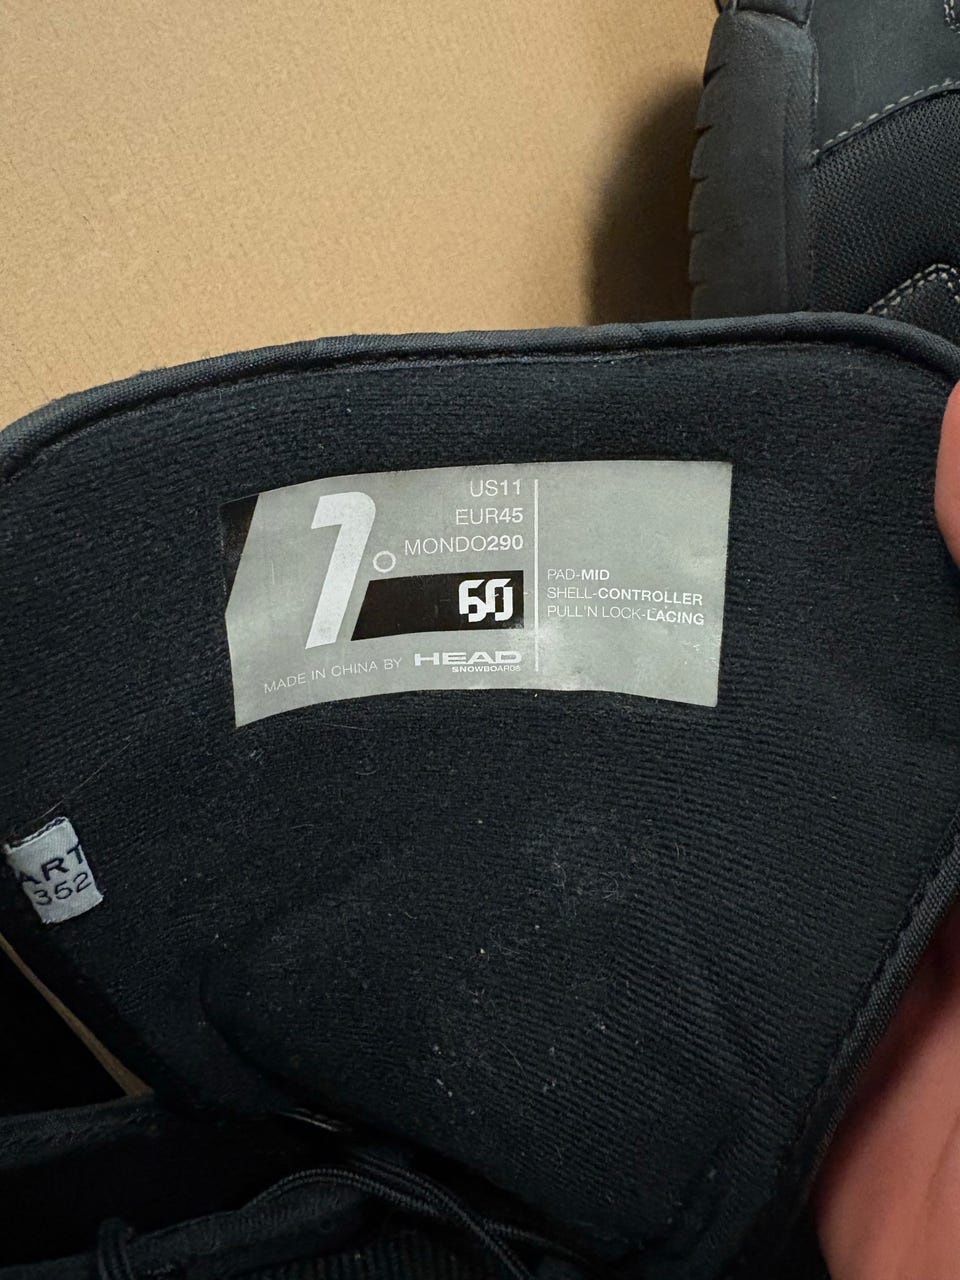 US11
EUR45
MONDO290
1°
60
MADE IN CHINA BY HEAD
SNOWBOARDS
PAD-MID
SHELL-CONTROLLER
PULL'N LOCK-LACING
ART
352